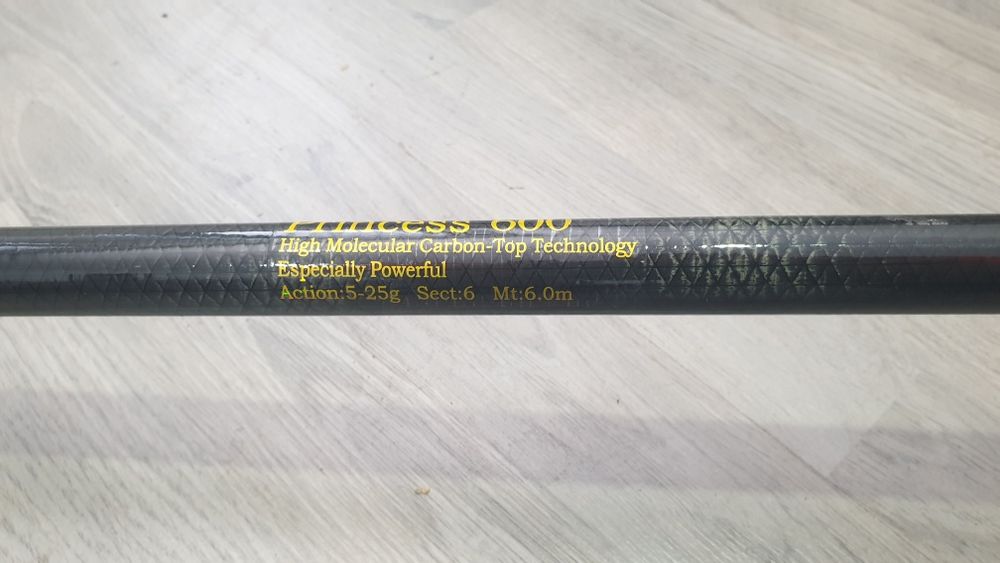 Princess 600
High Molecular Carbon-Top Technology
Especially Powerful
Action:5-25g Sect:6 Mt:6.0m